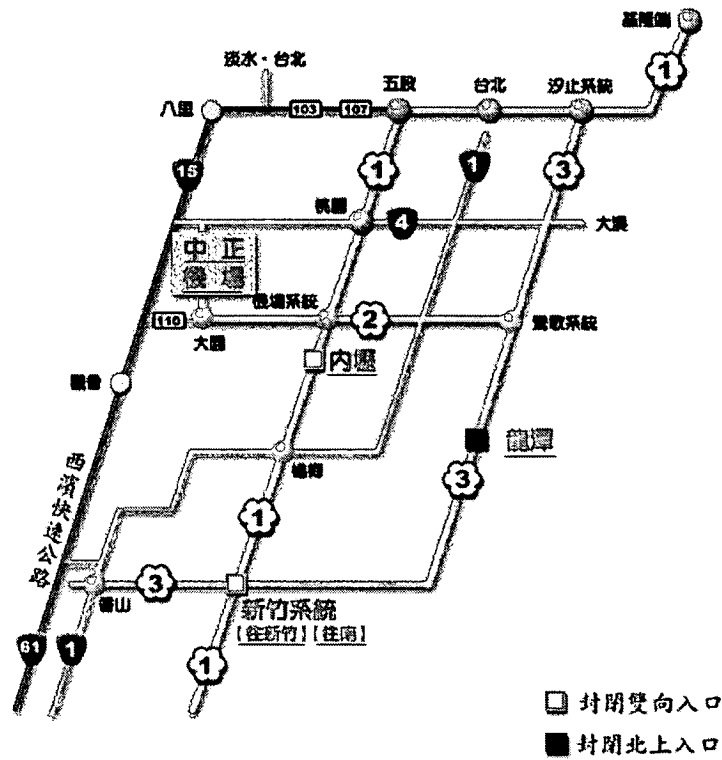 基隆端
1
淡水・台北
五股
台北
汐止系統
八里
103
107
15
1
1
3
桃園
4
大溪
中正
機場
機場系統
110
大園
2
鶯歌系統
內壢
觀音
龍潭
3
楊梅
1
西濱快速公路
3
香山
新竹系統
【往新竹】【往南】
61
1
1
封閉雙向入口
封閉北上入口